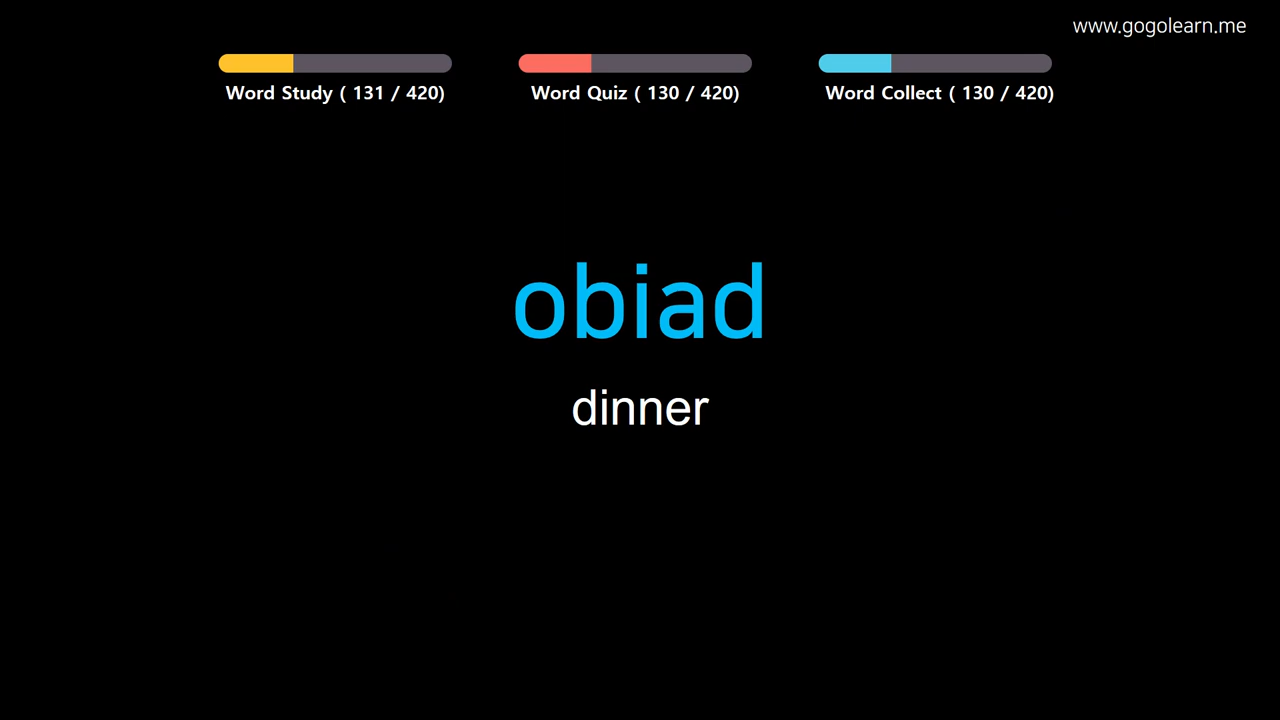 www.gogolearn.me
Word Study ( 131 / 420)
Word Quiz ( 130 / 420)
Word Collect ( 130 / 420)
obiad
dinner